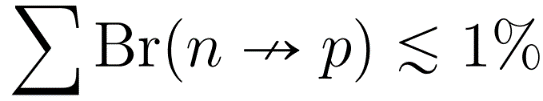 ∑ Br(n ↛ p) ≲ 1%